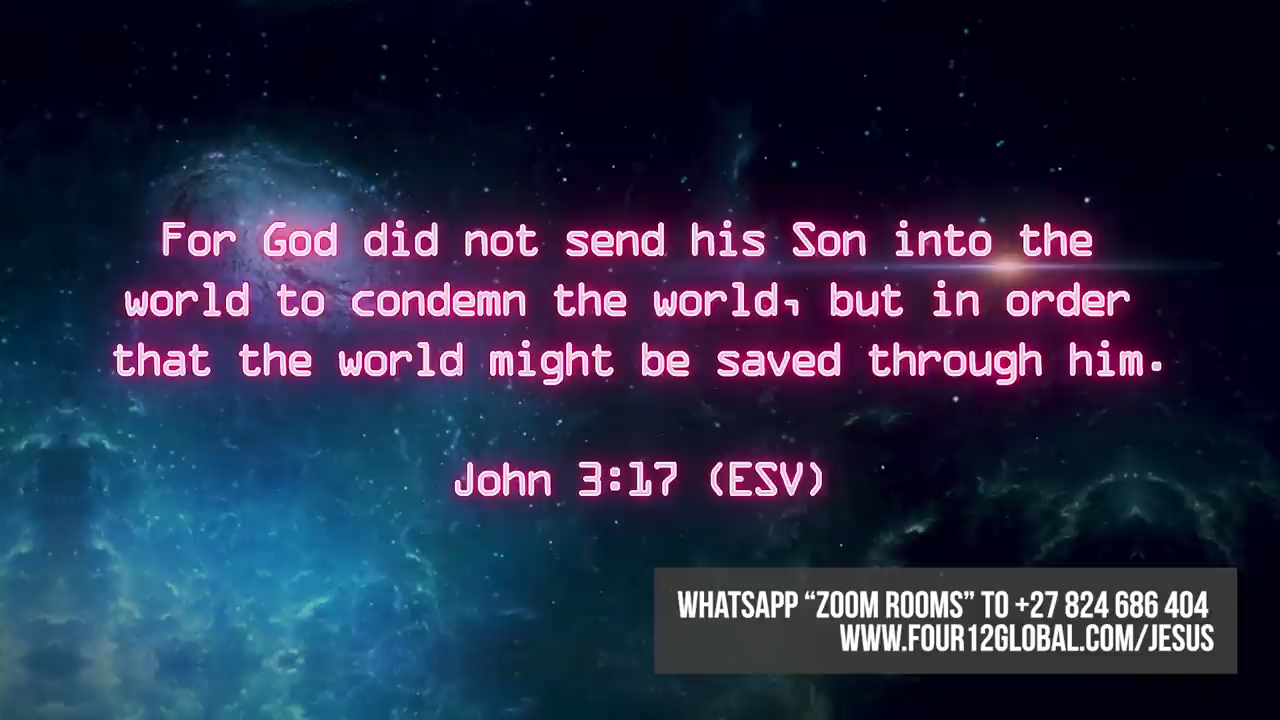 For God did not send his Son into the
world to condemn the world, but in order
that the world might be saved through him.
John 3:17 (ESV)
WHATSAPP “ZOOM ROOMS” TO +27 824 686 404
WWW.FOUR12GLOBAL.COM/JESUS